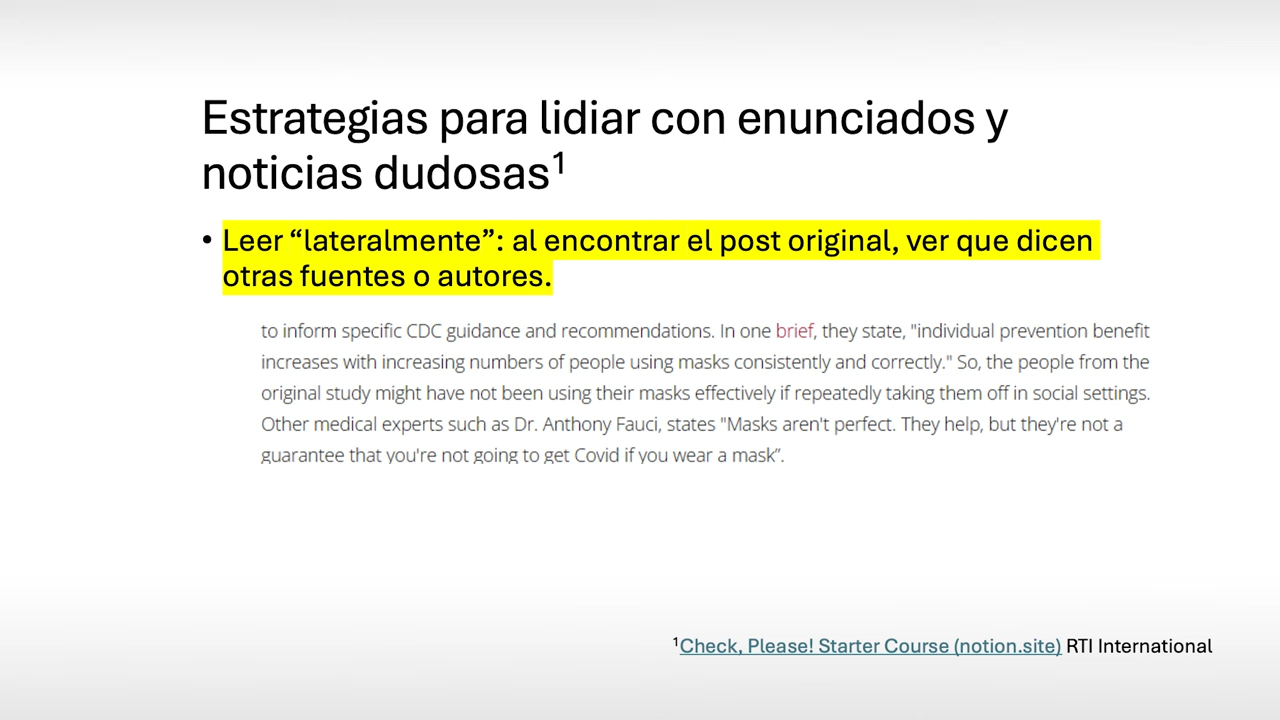 Estrategias para lidiar con enunciados y
noticias dudosas¹
• Leer “lateralmente”: al encontrar el post original, ver que dicen
otras fuentes o autores.
to inform specific CDC guidance and recommendations. In one brief, they state, "individual prevention benefit
increases with increasing numbers of people using masks consistently and correctly." So, the people from the
original study might have not been using their masks effectively if repeatedly taking them off in social settings.
Other medical experts such as Dr. Anthony Fauci, states "Masks aren't perfect. They help, but they're not a
guarantee that you're not going to get Covid if you wear a mask”.
¹Check, Please! Starter Course (notion.site) RTI International